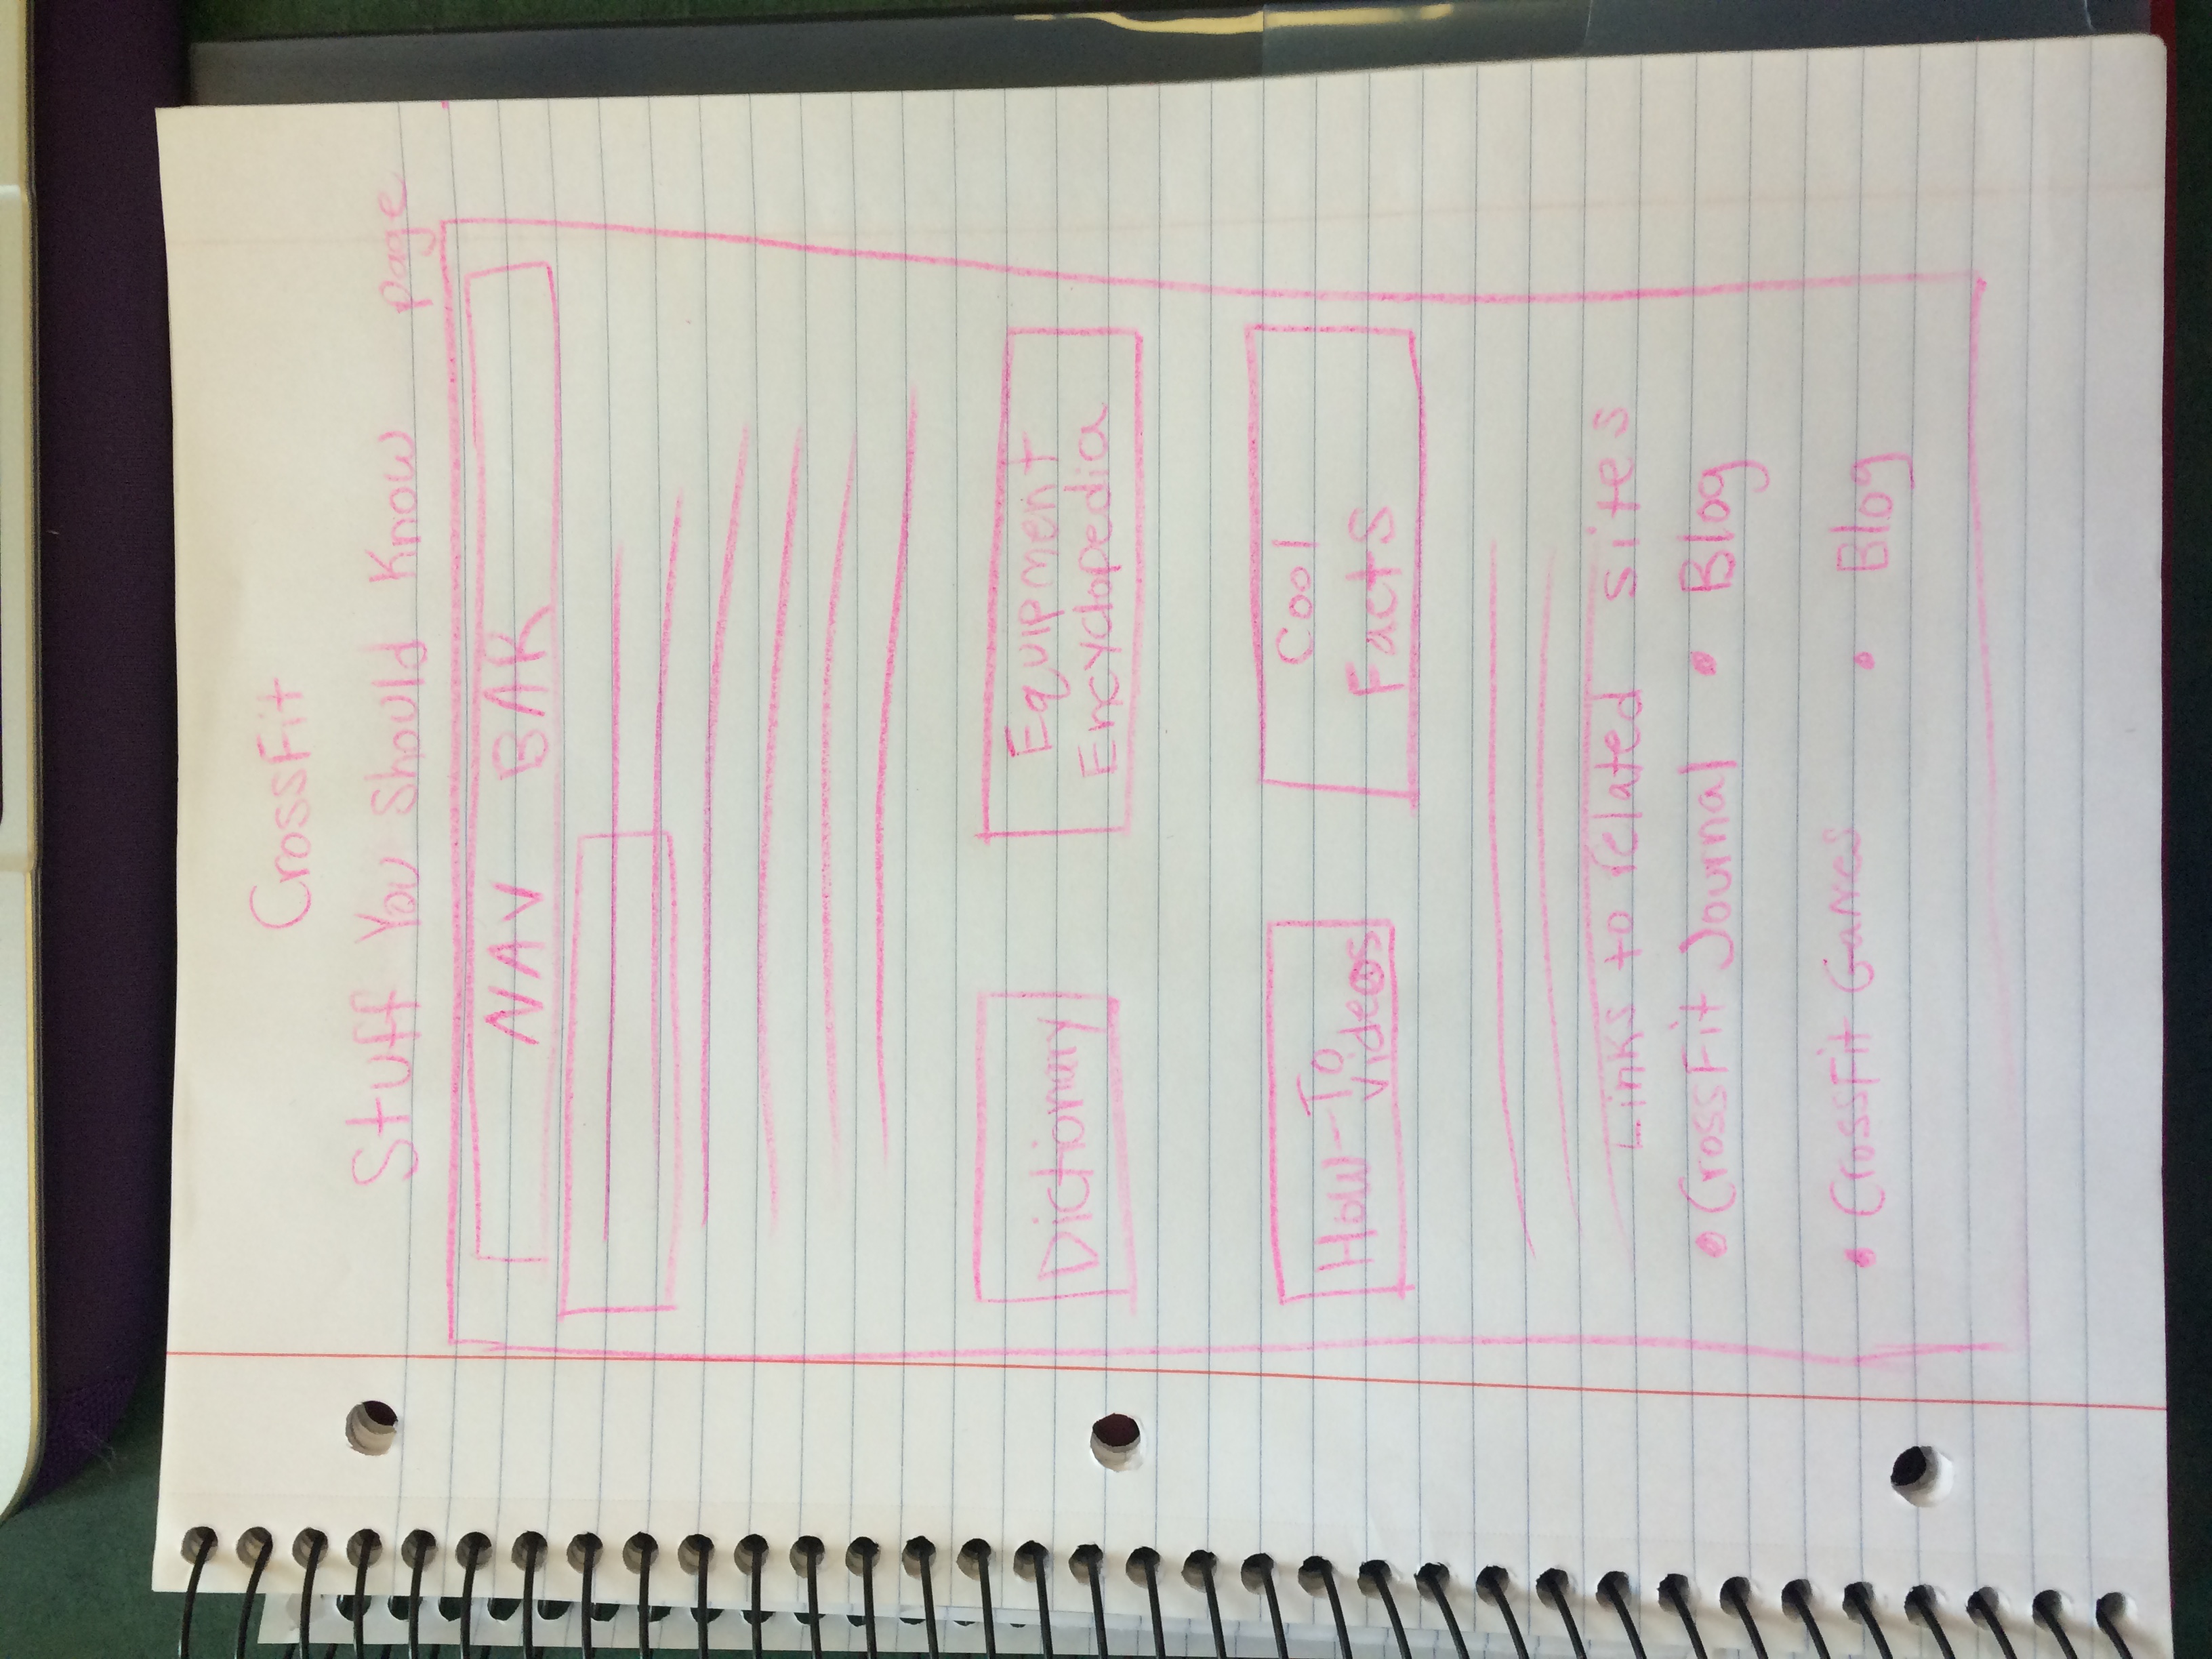 CrossFit
Stuff You Should Know page
NAV BAR
Dictionary
Equipment
Encyclopedia
How-To
Videos
Cool
Facts
Links to related sites
• CrossFit Journal • Blog
• CrossFit Games • Blog